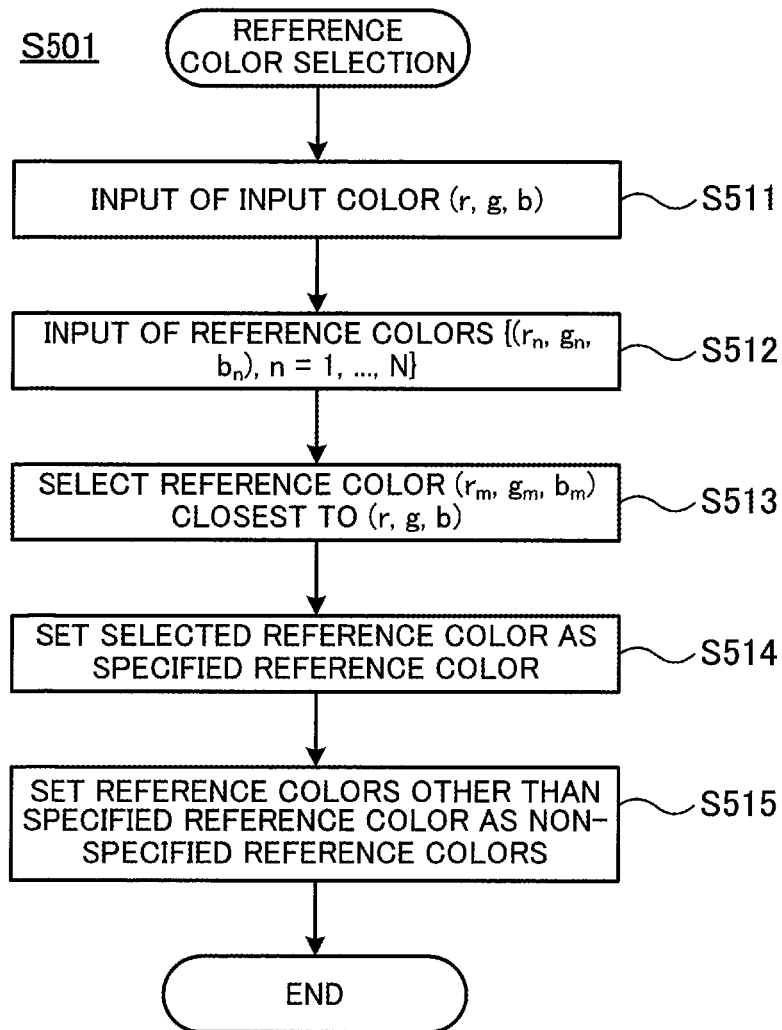 S501
REFERENCE
COLOR SELECTION
INPUT OF INPUT COLOR (r, g, b)
S511
INPUT OF REFERENCE COLORS {(rₙ, gₙ,
bₙ), n = 1, ..., N}
S512
SELECT REFERENCE COLOR (rₘ, gₘ, bₘ)
CLOSEST TO (r, g, b)
S513
SET SELECTED REFERENCE COLOR AS
SPECIFIED REFERENCE COLOR
S514
SET REFERENCE COLORS OTHER THAN
SPECIFIED REFERENCE COLOR AS NON-
SPECIFIED REFERENCE COLORS
S515
END